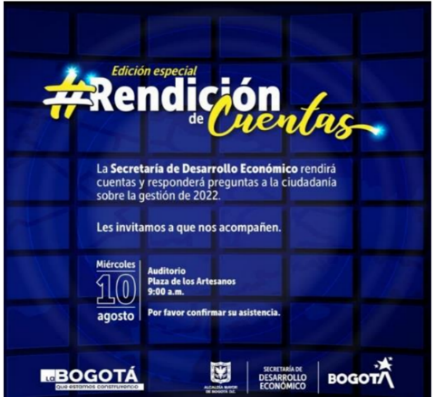 Edición especial
#Rendición
de Cuentas
La Secretaría de Desarrollo Económico rendirá
cuentas y responderá preguntas a la ciudadanía
sobre la gestión de 2022.
Les invitamos a que nos acompañen.
Miércoles
10
agosto
Auditorio
Plaza de los Artesanos
9:00 a.m.
Por favor confirmar su asistencia.
LA BOGOTÁ
QUE ESTAMOS CONSTRUYENDO
ALCALDÍA MAYOR
DE BOGOTÁ D.C.
SECRETARÍA DE
DESARROLLO
ECONÓMICO
BOGOTÁ